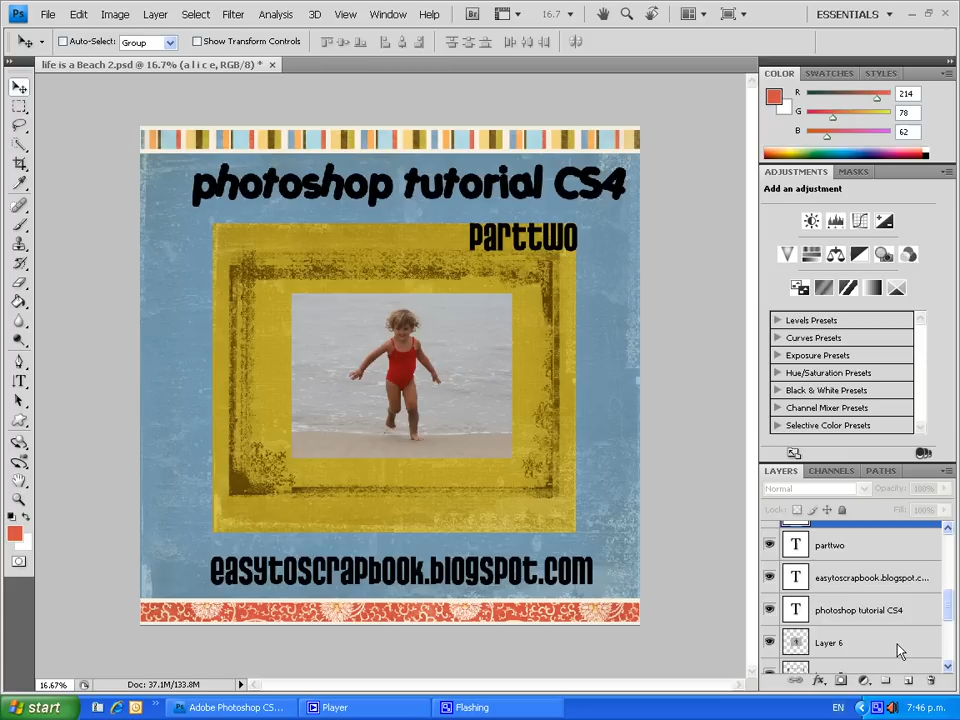 Ps File Edit Image Layer Select Filter Analysis 3D View Window Help Br 16.7 ESSENTIALS
Auto-Select: Group Show Transform Controls
life is a Beach 2.psd @ 16.7% (a l i c e, RGB/8) *
COLOR SWATCHES STYLES
R 214
G 78
B 62
ADJUSTMENTS MASKS
Add an adjustment
Levels Presets
Curves Presets
Exposure Presets
Hue/Saturation Presets
Black & White Presets
Channel Mixer Presets
Selective Color Presets
photoshop tutorial CS4
parttwo
easytoscrapbook.blogspot.com
LAYERS CHANNELS PATHS
Normal Opacity: 100%
Lock: Fill: 100%
T parttwo
T easytoscrapbook.blogspot.c...
T photoshop tutorial CS4
Layer 6
16.67% Doc: 37.1M/133.8M
start Adobe Photoshop CS... Player Flashing EN 7:46 p.m.